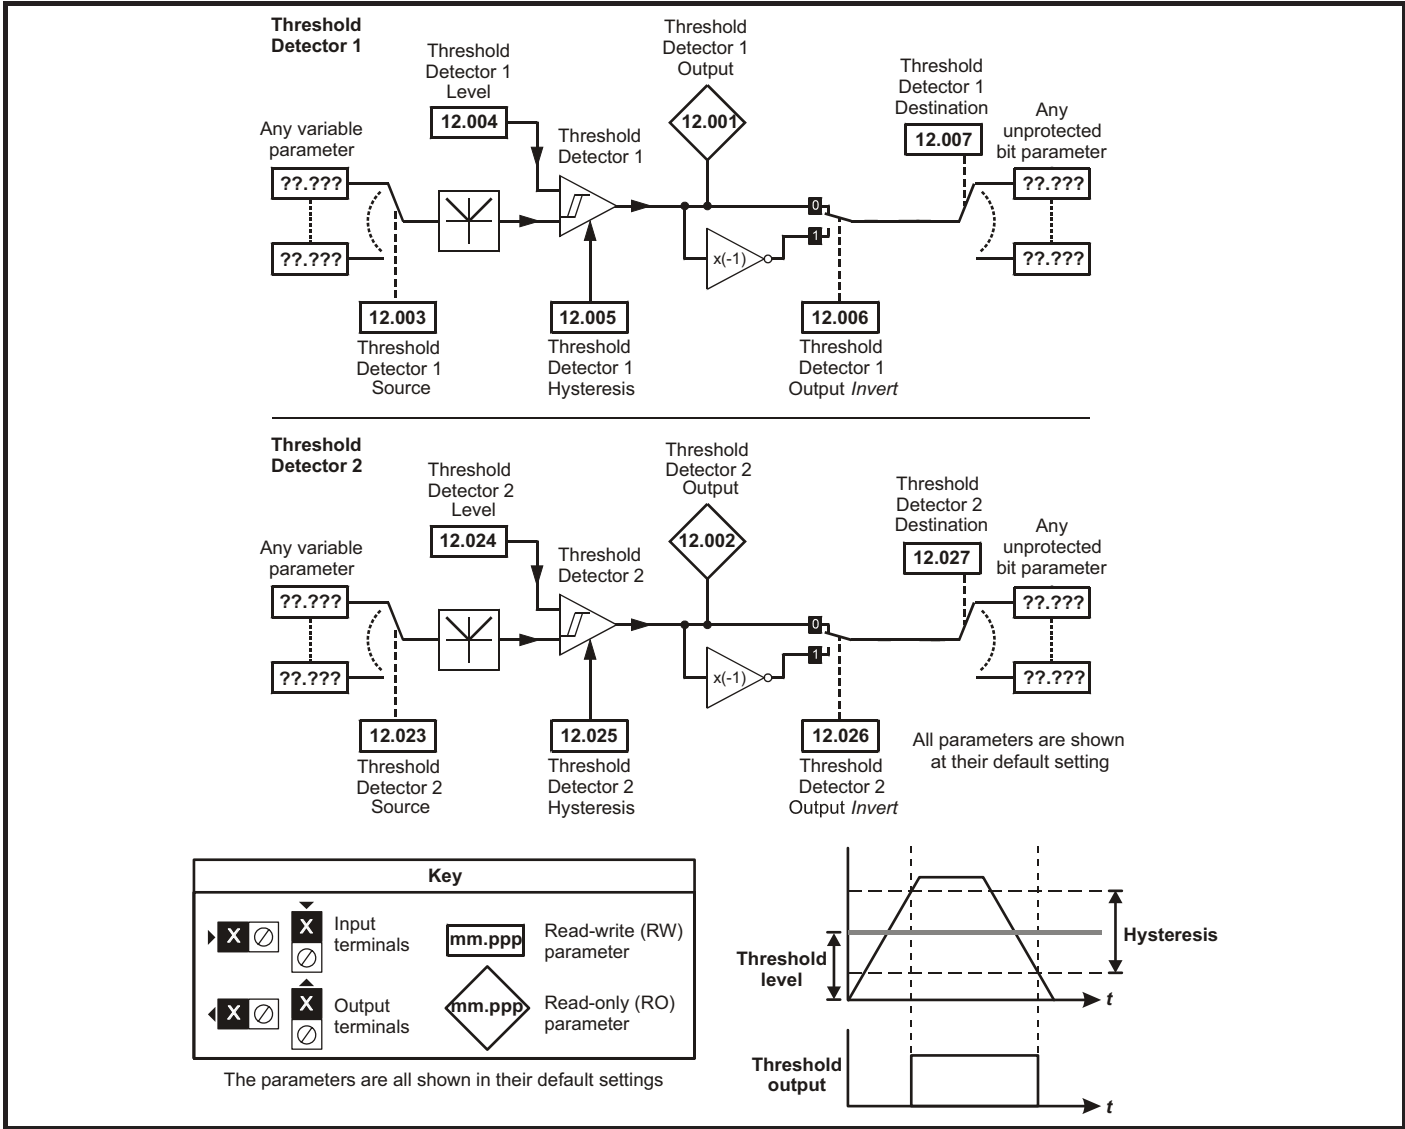 Threshold
Detector 1
Threshold
Detector 1
Level
12.004
Threshold
Detector 1
Output
12.001
Threshold
Detector 1
Destination
12.007
Any variable
parameter
??.???
??.???
Threshold
Detector 1
Any
unprotected
bit parameter
??.???
??.???
0
1
x(-1)
12.003
Threshold
Detector 1
Source
12.005
Threshold
Detector 1
Hysteresis
12.006
Threshold
Detector 1
Output Invert
Threshold
Detector 2
Threshold
Detector 2
Level
12.024
Threshold
Detector 2
Output
12.002
Threshold
Detector 2
Destination
12.027
Any variable
parameter
??.???
??.???
Threshold
Detector 2
Any
unprotected
bit parameter
??.???
??.???
0
1
x(-1)
12.023
Threshold
Detector 2
Source
12.025
Threshold
Detector 2
Hysteresis
12.026
Threshold
Detector 2
Output Invert
All parameters are shown
at their default setting
Key
X
X
Input
terminals
mm.ppp
Read-write (RW)
parameter
X
X
Output
terminals
mm.ppp
Read-only (RO)
parameter
The parameters are all shown in their default settings
Threshold
level
Hysteresis
t
Threshold
output
t